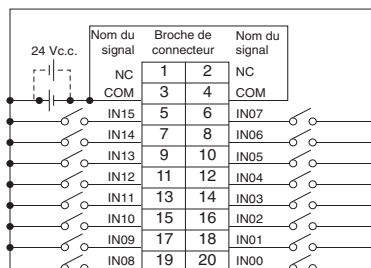 Nom du signal Broche de connecteur Nom du signal
24 Vc.c.
NC 1 2 NC
COM 3 4 COM
IN15 5 6 IN07
IN14 7 8 IN06
IN13 9 10 IN05
IN12 11 12 IN04
IN11 13 14 IN03
IN10 15 16 IN02
IN09 17 18 IN01
IN08 19 20 IN00